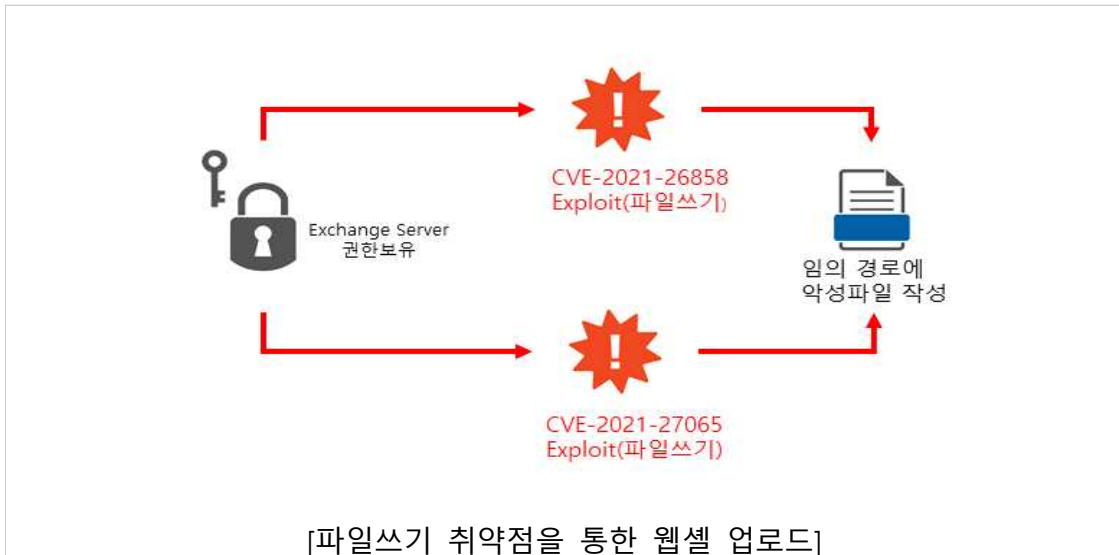 !
CVE-2021-26858
Exploit(파일쓰기)
Exchange Server
권한보유
임의 경로에
악성파일 작성
!
CVE-2021-27065
Exploit(파일쓰기)
[파일쓰기 취약점을 통한 웹셸 업로드]